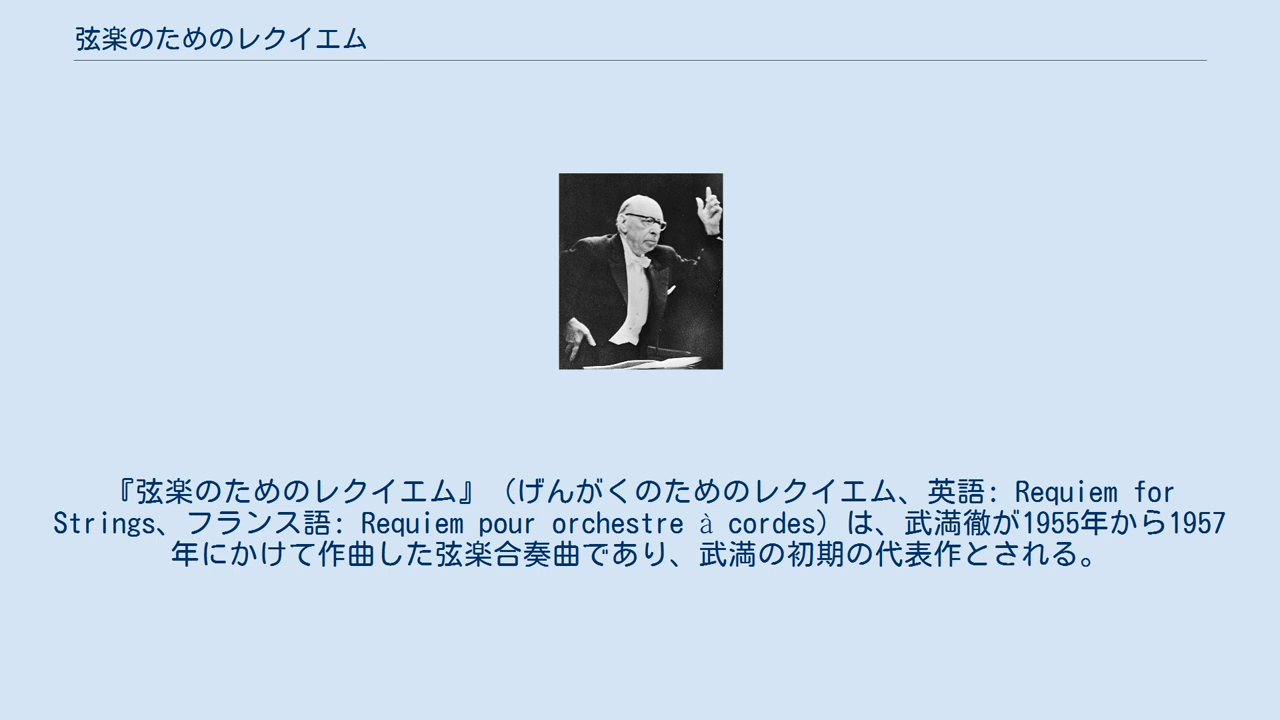 弦楽のためのレクイエム
『弦楽のためのレクイエム』（げんがくのためのレクイエム、英語: Requiem for
Strings、フランス語: Requiem pour orchestre à cordes）は、武満徹が1955年から1957
年にかけて作曲した弦楽合奏曲であり、武満の初期の代表作とされる。